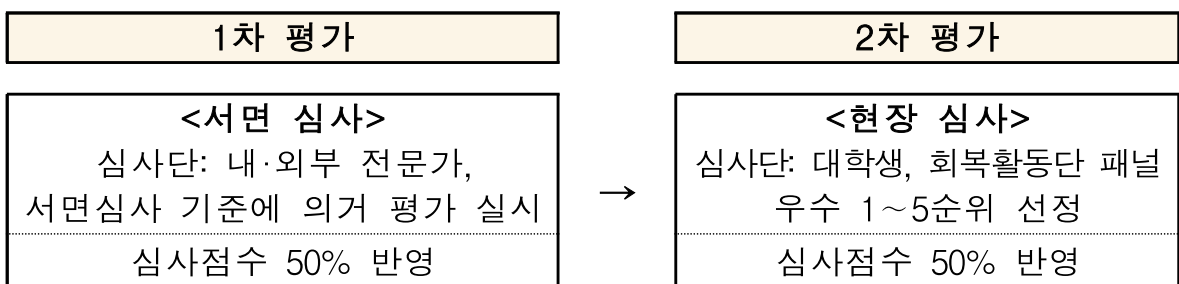 1차 평가
2차 평가
<서면 심사>
심사단: 내·외부 전문가,
서면심사 기준에 의거 평가 실시
심사점수 50% 반영
→
<현장 심사>
심사단: 대학생, 회복활동단 패널
우수 1~5순위 선정
심사점수 50% 반영